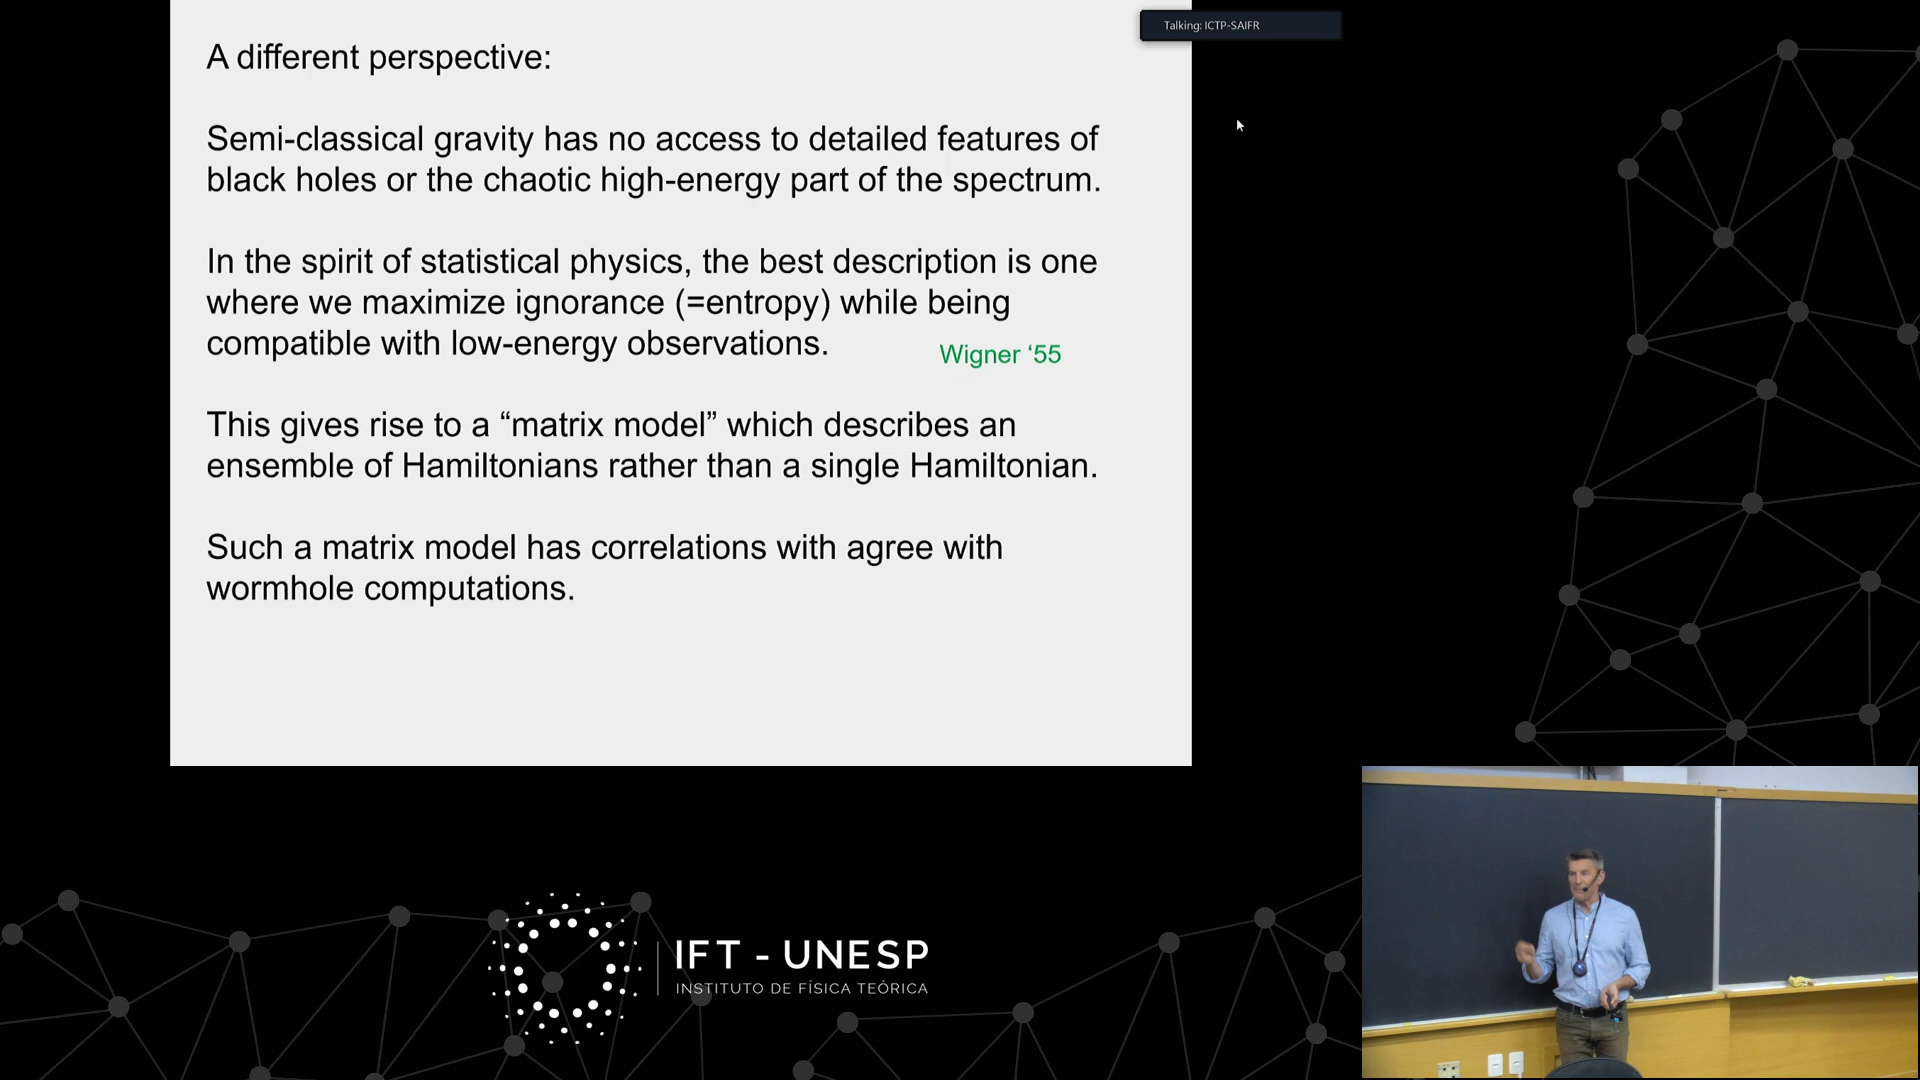 Talking: ICTP-SAIFR
A different perspective:
Semi-classical gravity has no access to detailed features of
black holes or the chaotic high-energy part of the spectrum.
In the spirit of statistical physics, the best description is one
where we maximize ignorance (=entropy) while being
compatible with low-energy observations.
Wigner ‘55
This gives rise to a “matrix model” which describes an
ensemble of Hamiltonians rather than a single Hamiltonian.
Such a matrix model has correlations with agree with
wormhole computations.
IFT - UNESP
INSTITUTO DE FÍSICA TEÓRICA